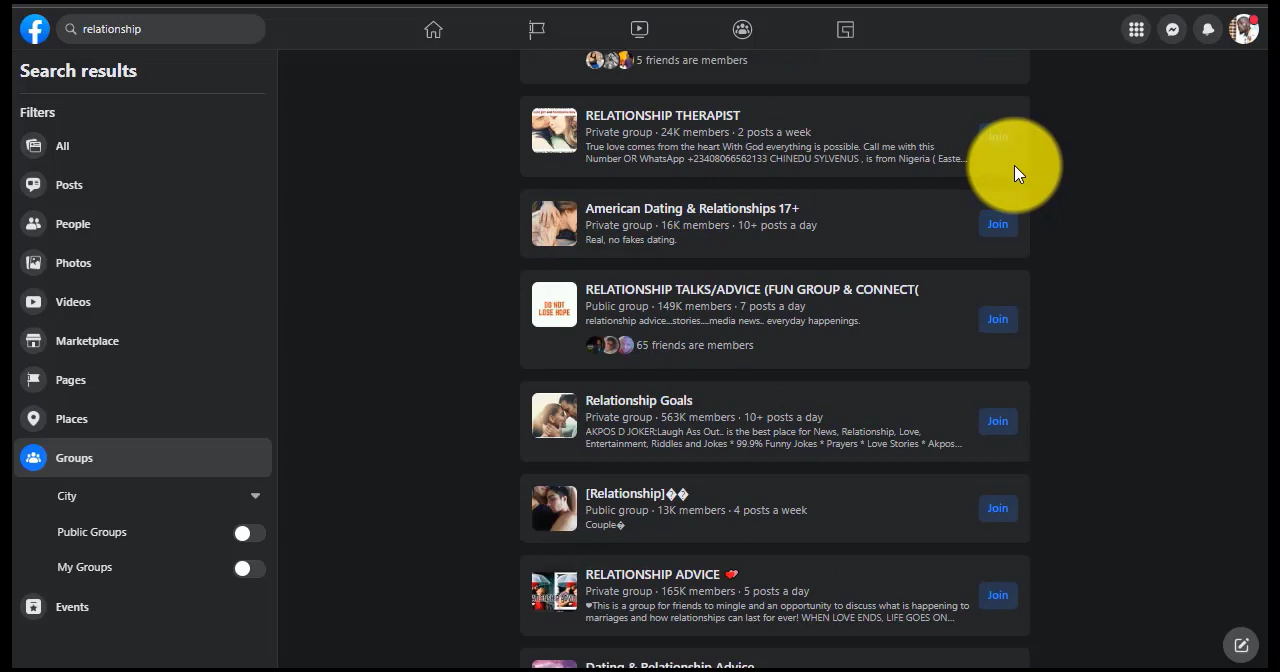 relationship
Search results
Filters
All
Posts
People
Photos
Videos
Marketplace
Pages
Places
Groups
City
Public Groups
My Groups
Events
5 friends are members
RELATIONSHIP THERAPIST
Private group · 24K members · 2 posts a week
True love comes from the heart With God everything is possible. Call me with this
Number OR WhatsApp +23408066562133 CHINEDU SYLVENUS , is from Nigeria ( Easte...
Join
American Dating & Relationships 17+
Private group · 16K members · 10+ posts a day
Real, no fakes dating.
Join
DO NOT
LOSE HOPE
RELATIONSHIP TALKS/ADVICE (FUN GROUP & CONNECT(
Public group · 149K members · 7 posts a day
relationship advice...stories....media news.. everyday happenings.
65 friends are members
Join
Relationship Goals
Private group · 563K members · 10+ posts a day
AKPOS D JOKER:Laugh Ass Out.. is the best place for News, Relationship, Love,
Entertainment, Riddles and Jokes * 99.9% Funny Jokes * Prayers * Love Stories * Akpos...
Join
[Relationship]��
Public group · 13K members · 4 posts a week
Couple�
Join
RELATIONSHIP ADVICE 💕
Private group · 165K members · 5 posts a day
❤This is a group for friends to mingle and an opportunity to discuss what is happening to
marriages and how relationships can last for ever! WHEN LOVE ENDS, LIFE GOES ON...
Join
Dating & Relationship Advice